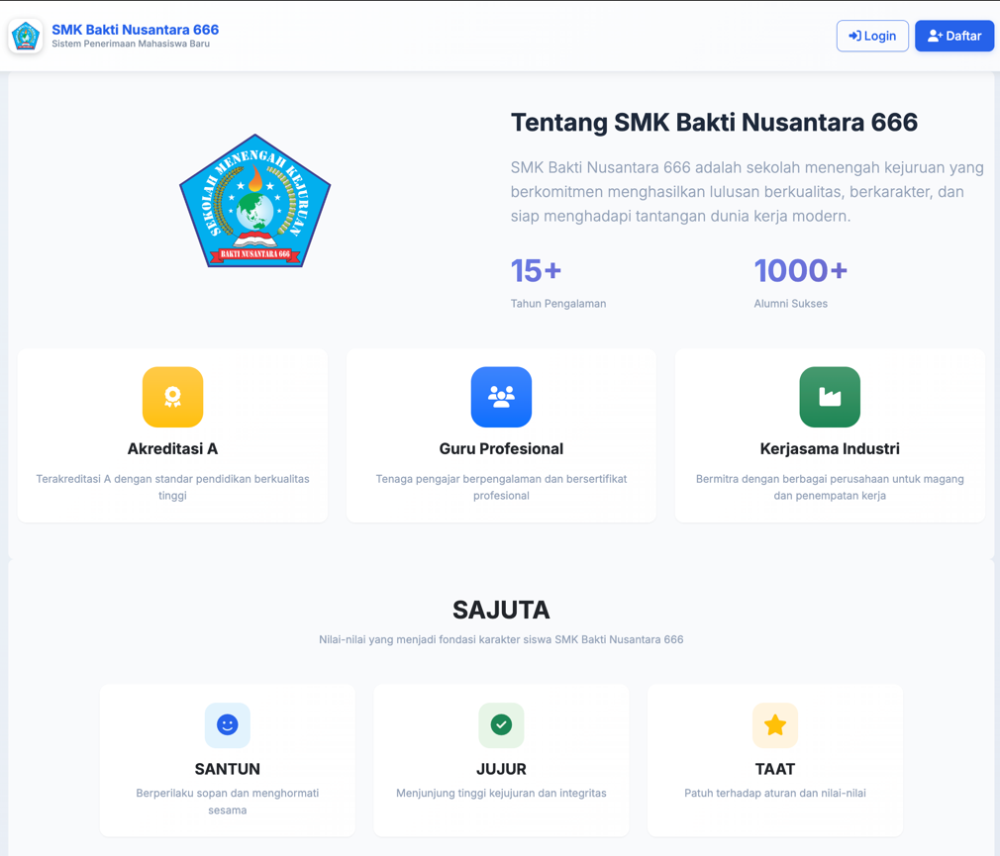 SMK Bakti Nusantara 666
Sistem Penerimaan Mahasiswa Baru
Login
Daftar
SEKOLAH MENENGAH KEJURUAN
BAKTI NUSANTARA 666
Tentang SMK Bakti Nusantara 666
SMK Bakti Nusantara 666 adalah sekolah menengah kejuruan yang
berkomitmen menghasilkan lulusan berkualitas, berkarakter, dan
siap menghadapi tantangan dunia kerja modern.
15+
Tahun Pengalaman
1000+
Alumni Sukses
Akreditasi A
Terakreditasi A dengan standar pendidikan berkualitas
tinggi
Guru Profesional
Tenaga pengajar berpengalaman dan bersertifikat
profesional
Kerjasama Industri
Bermitra dengan berbagai perusahaan untuk magang
dan penempatan kerja
SAJUTA
Nilai-nilai yang menjadi fondasi karakter siswa SMK Bakti Nusantara 666
SANTUN
Berperilaku sopan dan menghormati
sesama
JUJUR
Menjunjung tinggi kejujuran dan integritas
TAAT
Patuh terhadap aturan dan nilai-nilai